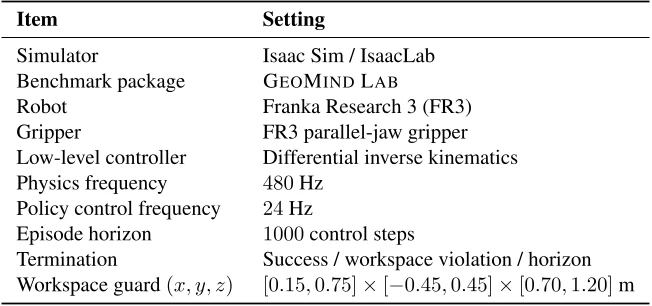 Item Setting
Simulator Isaac Sim / IsaacLab
Benchmark package GEOMIND LAB
Robot Franka Research 3 (FR3)
Gripper FR3 parallel-jaw gripper
Low-level controller Differential inverse kinematics
Physics frequency 480 Hz
Policy control frequency 24 Hz
Episode horizon 1000 control steps
Termination Success / workspace violation / horizon
Workspace guard (x, y, z) [0.15, 0.75] × [−0.45, 0.45] × [0.70, 1.20] m